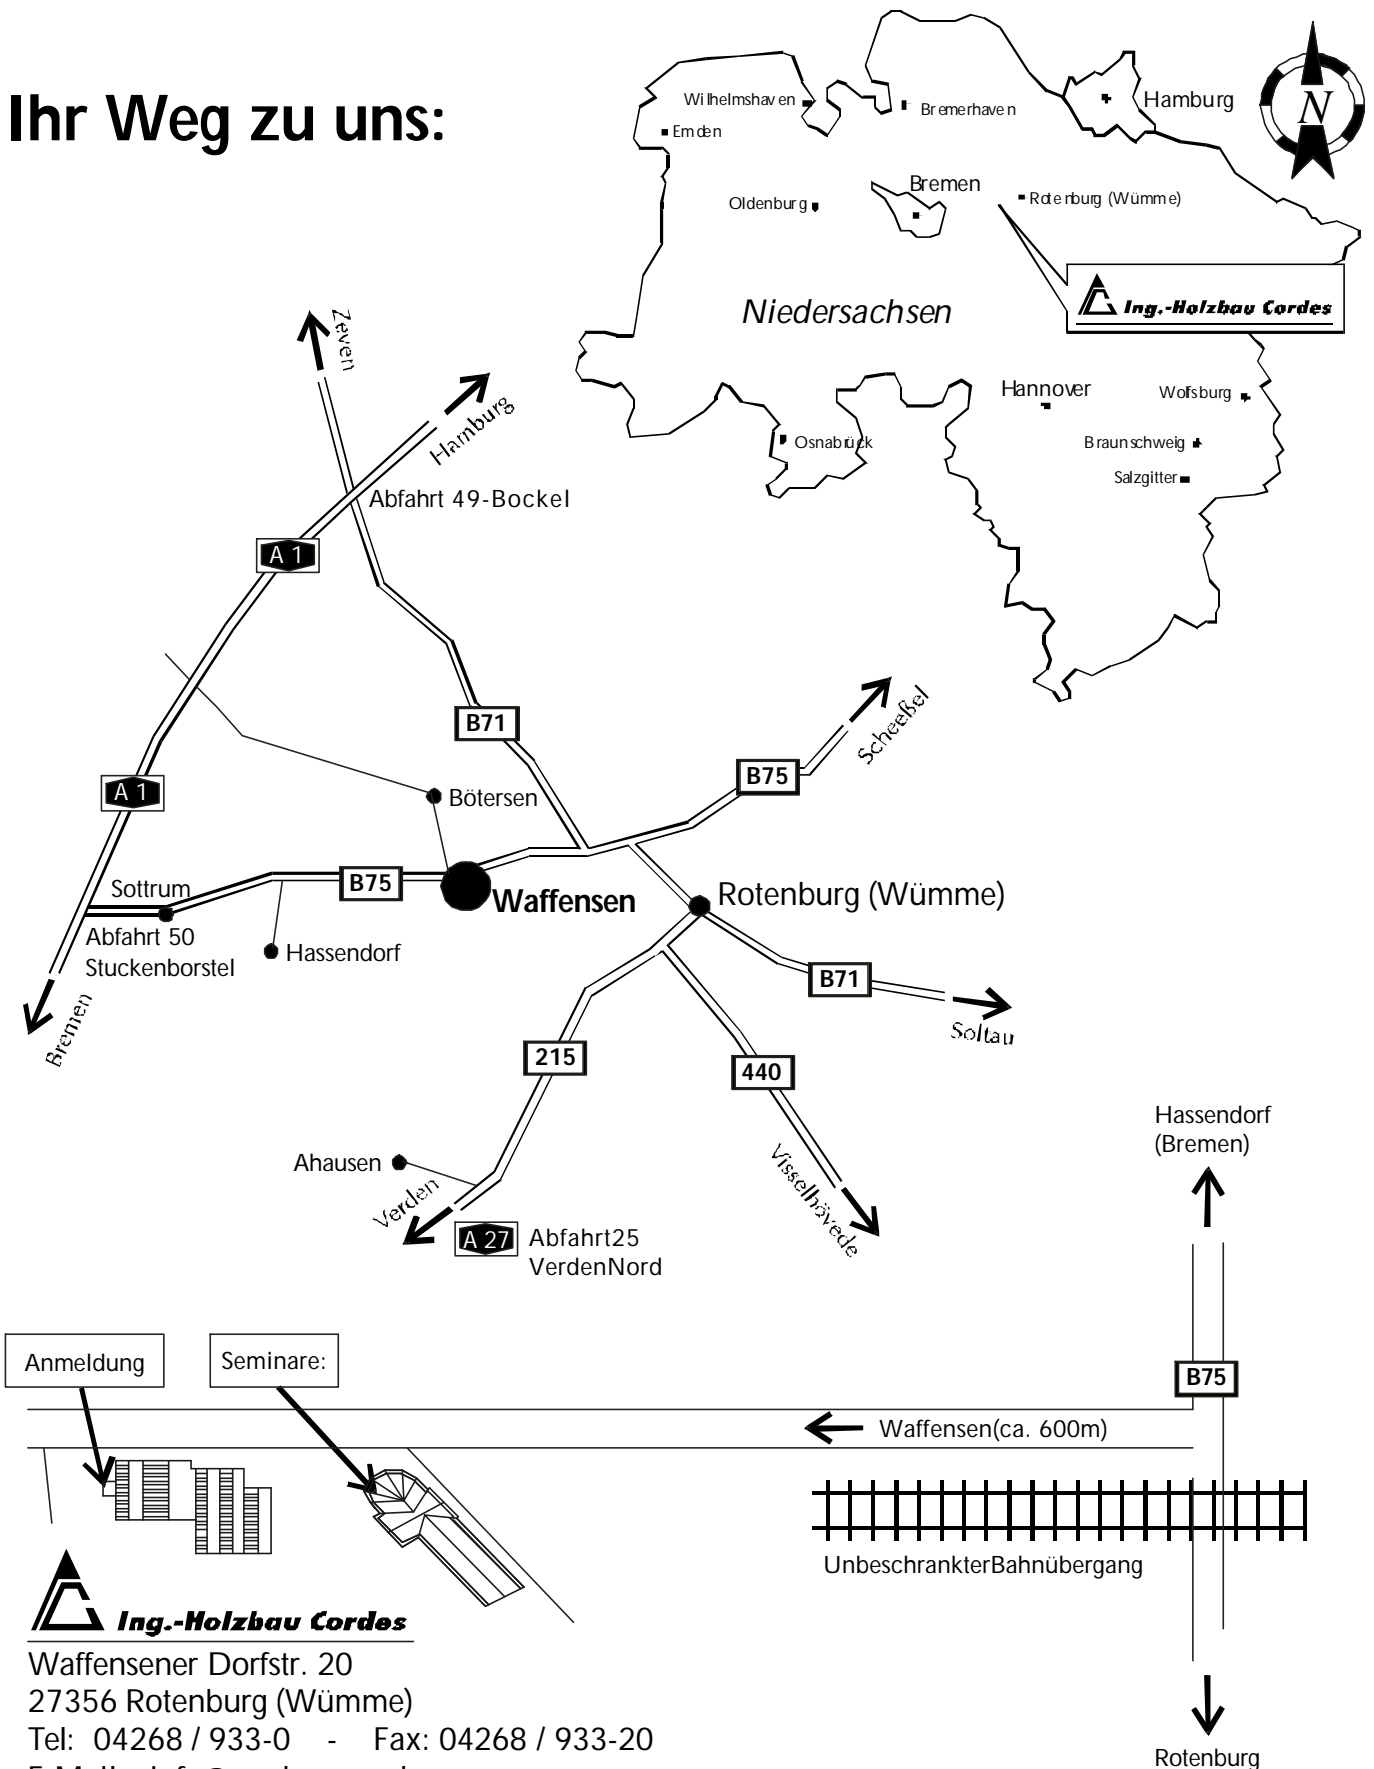 Ihr Weg zu uns:
Wilhelmshaven
Bremerhaven
Hamburg
N
Emden
Bremen
Oldenburg
Rotenburg (Wümme)
Niedersachsen
Ing.-Holzbau Cordes
Hannover
Wolfsburg
Osnabrück
Braunschweig
Salzgitter
Zeven
Hamburg
Abfahrt 49-Bockel
A 1
B71
Scheeßel
B75
A 1
Bötersen
Sottrum
B75
Waffensen
Rotenburg (Wümme)
Abfahrt 50
Stuckenborstel
Hassendorf
B71
Bremen
Soltau
215
440
Ahausen
Verden
Visselhövede
A 27
Abfahrt25
VerdenNord
Hassendorf
(Bremen)
Anmeldung
Seminare:
B75
Waffensen(ca. 600m)
UnbeschrankterBahnübergang
Ing.-Holzbau Cordes
Waffensener Dorfstr. 20
27356 Rotenburg (Wümme)
Tel: 04268 / 933-0 - Fax: 04268 / 933-20
Rotenburg